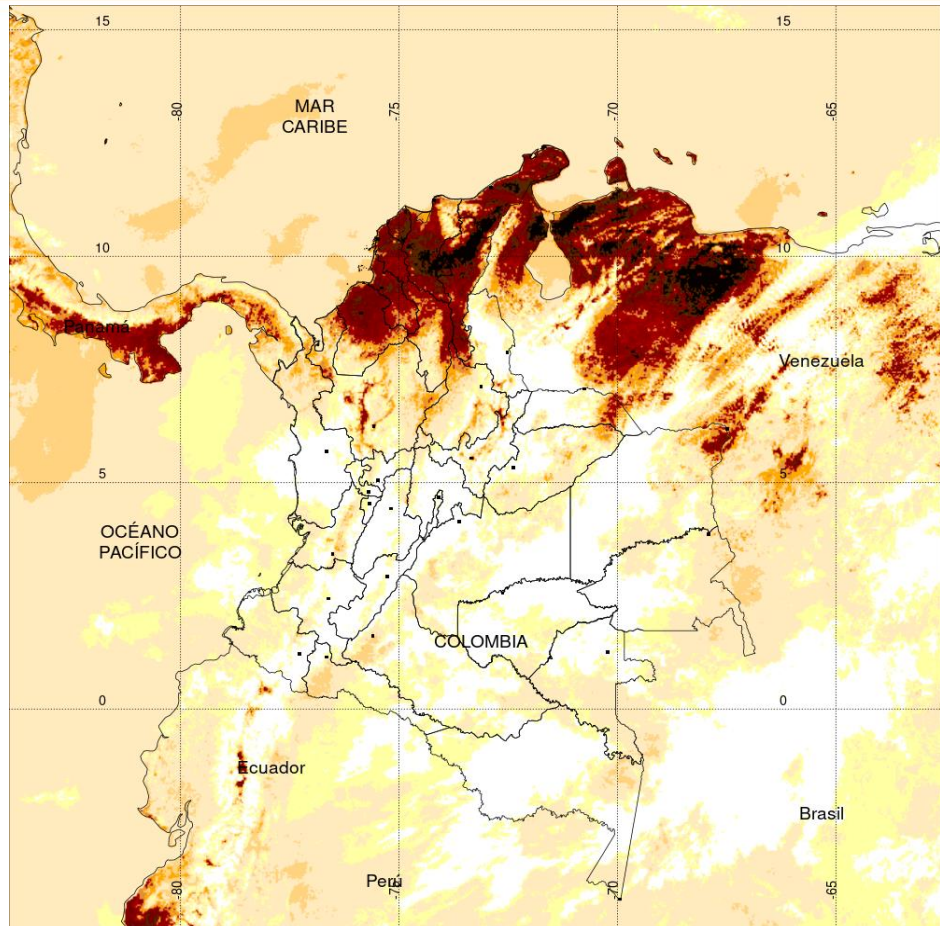 15
15
-80
-75
-70
-65
MAR
CARIBE
10
10
Panamá
Venezuela
5
5
OCÉANO
PACÍFICO
COLOMBIA
0
0
Ecuador
Brasil
Perú
-80
-75
-70
-65